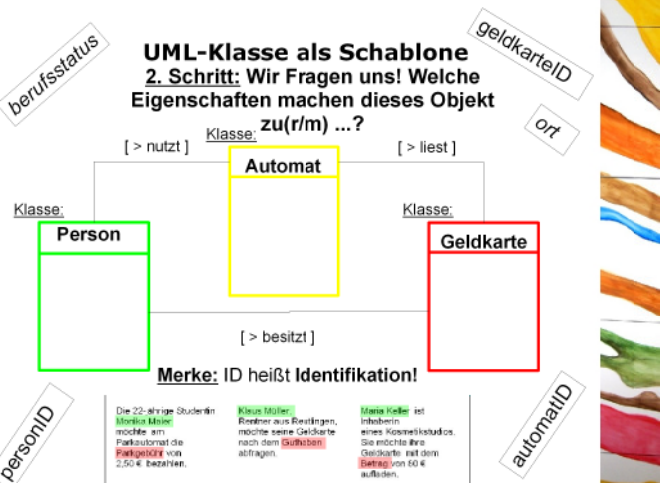 berufsstatus
UML-Klasse als Schablone
geldkarteID
2. Schritt: Wir Fragen uns! Welche
Eigenschaften machen dieses Objekt
zu(r/m) ...?
ort
Klasse:
[ > nutzt ]
[ > liest ]
Automat
Klasse:
Klasse:
Person
Geldkarte
[ > besitzt ]
Merke: ID heißt Identifikation!
personID
Die 22-jährige Studentin
Monika Maier
möchte am
Parkautomat die
Parkgebühr von
2,50 € bezahlen.
Klaus Müller,
Rentner aus Reutlingen,
möchte seine Geldkarte
nach dem Guthaben
abfragen.
Maria Keller ist
Inhaberin
eines Kosmetikstudios.
Sie möchte ihre
Geldkarte mit dem
Betrag von 60 €
aufladen.
automatID